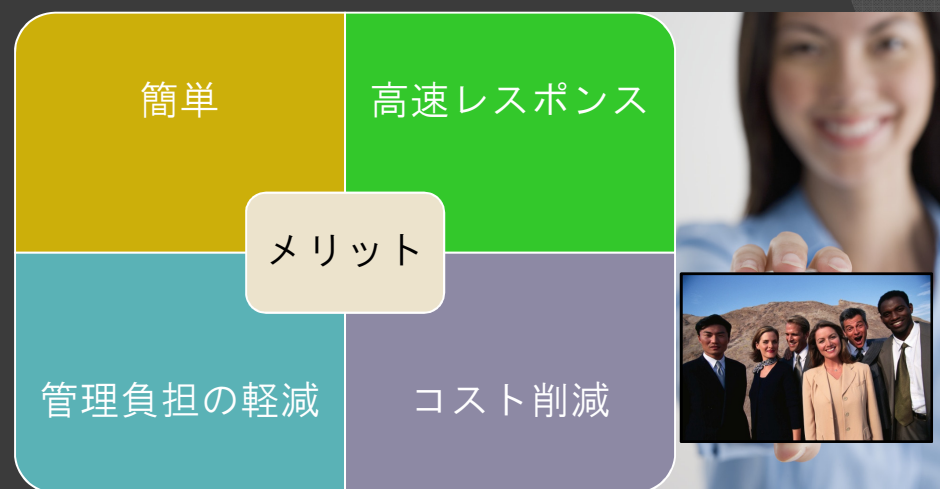 簡単
高速レスポンス
メリット
管理負担の軽減
コスト削減